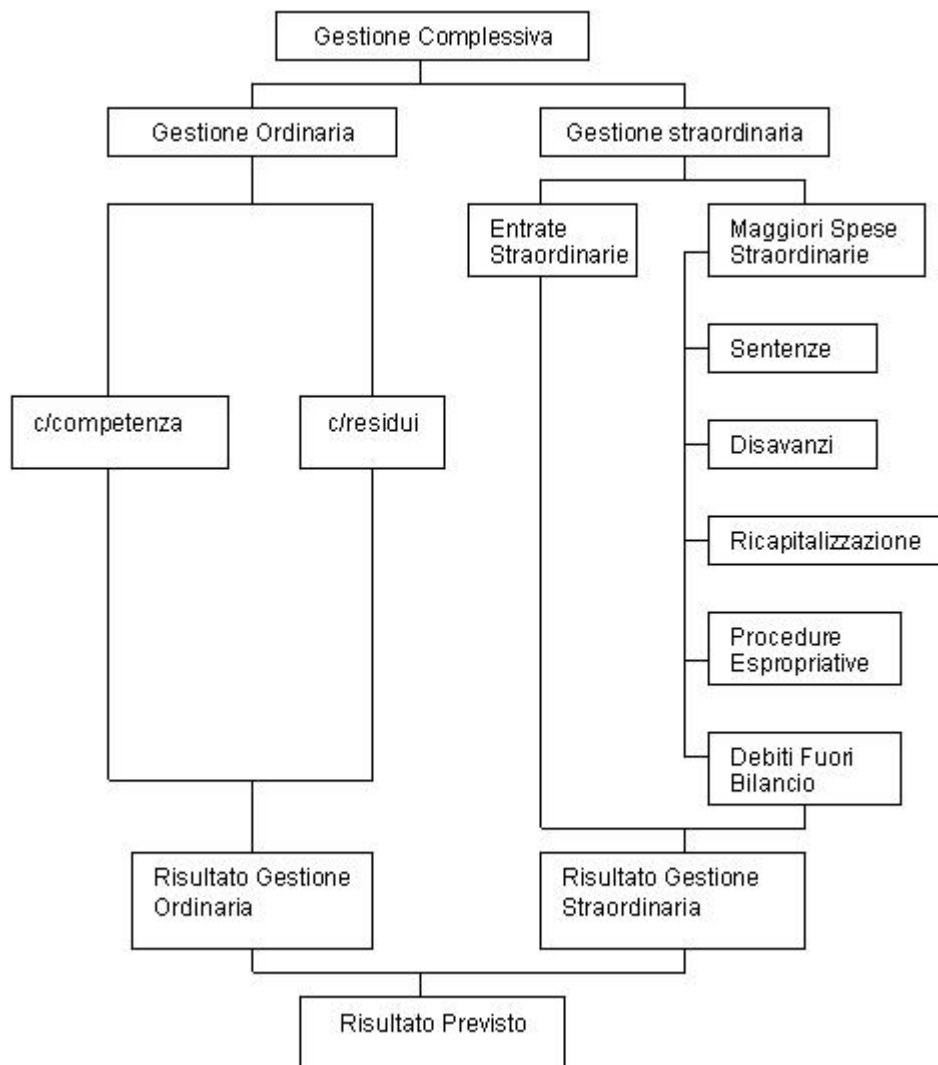 Gestione Complessiva
Gestione Ordinaria
Gestione straordinaria
Entrate
Straordinarie
Maggiori Spese
Straordinarie
Sentenze
c/competenza
c/residui
Disavanzi
Ricapitalizzazione
Procedure
Espropriative
Debiti Fuori
Bilancio
Risultato Gestione
Ordinaria
Risultato Gestione
Straordinaria
Risultato Previsto